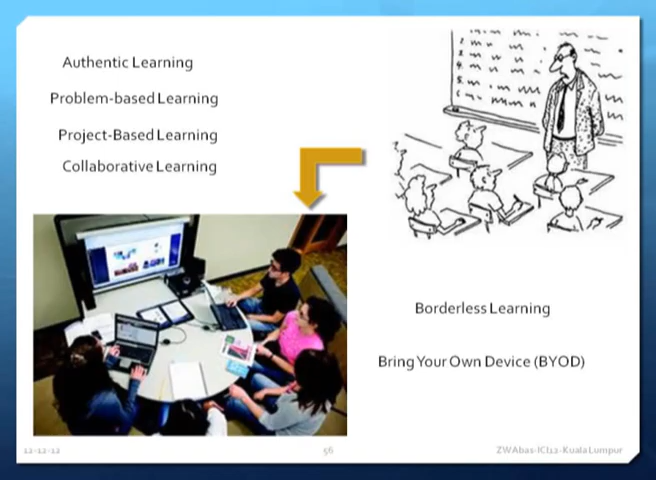 Authentic Learning
Problem-based Learning
Project-Based Learning
Collaborative Learning
Borderless Learning
Bring Your Own Device (BYOD)
12-12-12
56
ZWAbas-ICI12-Kuala Lumpur